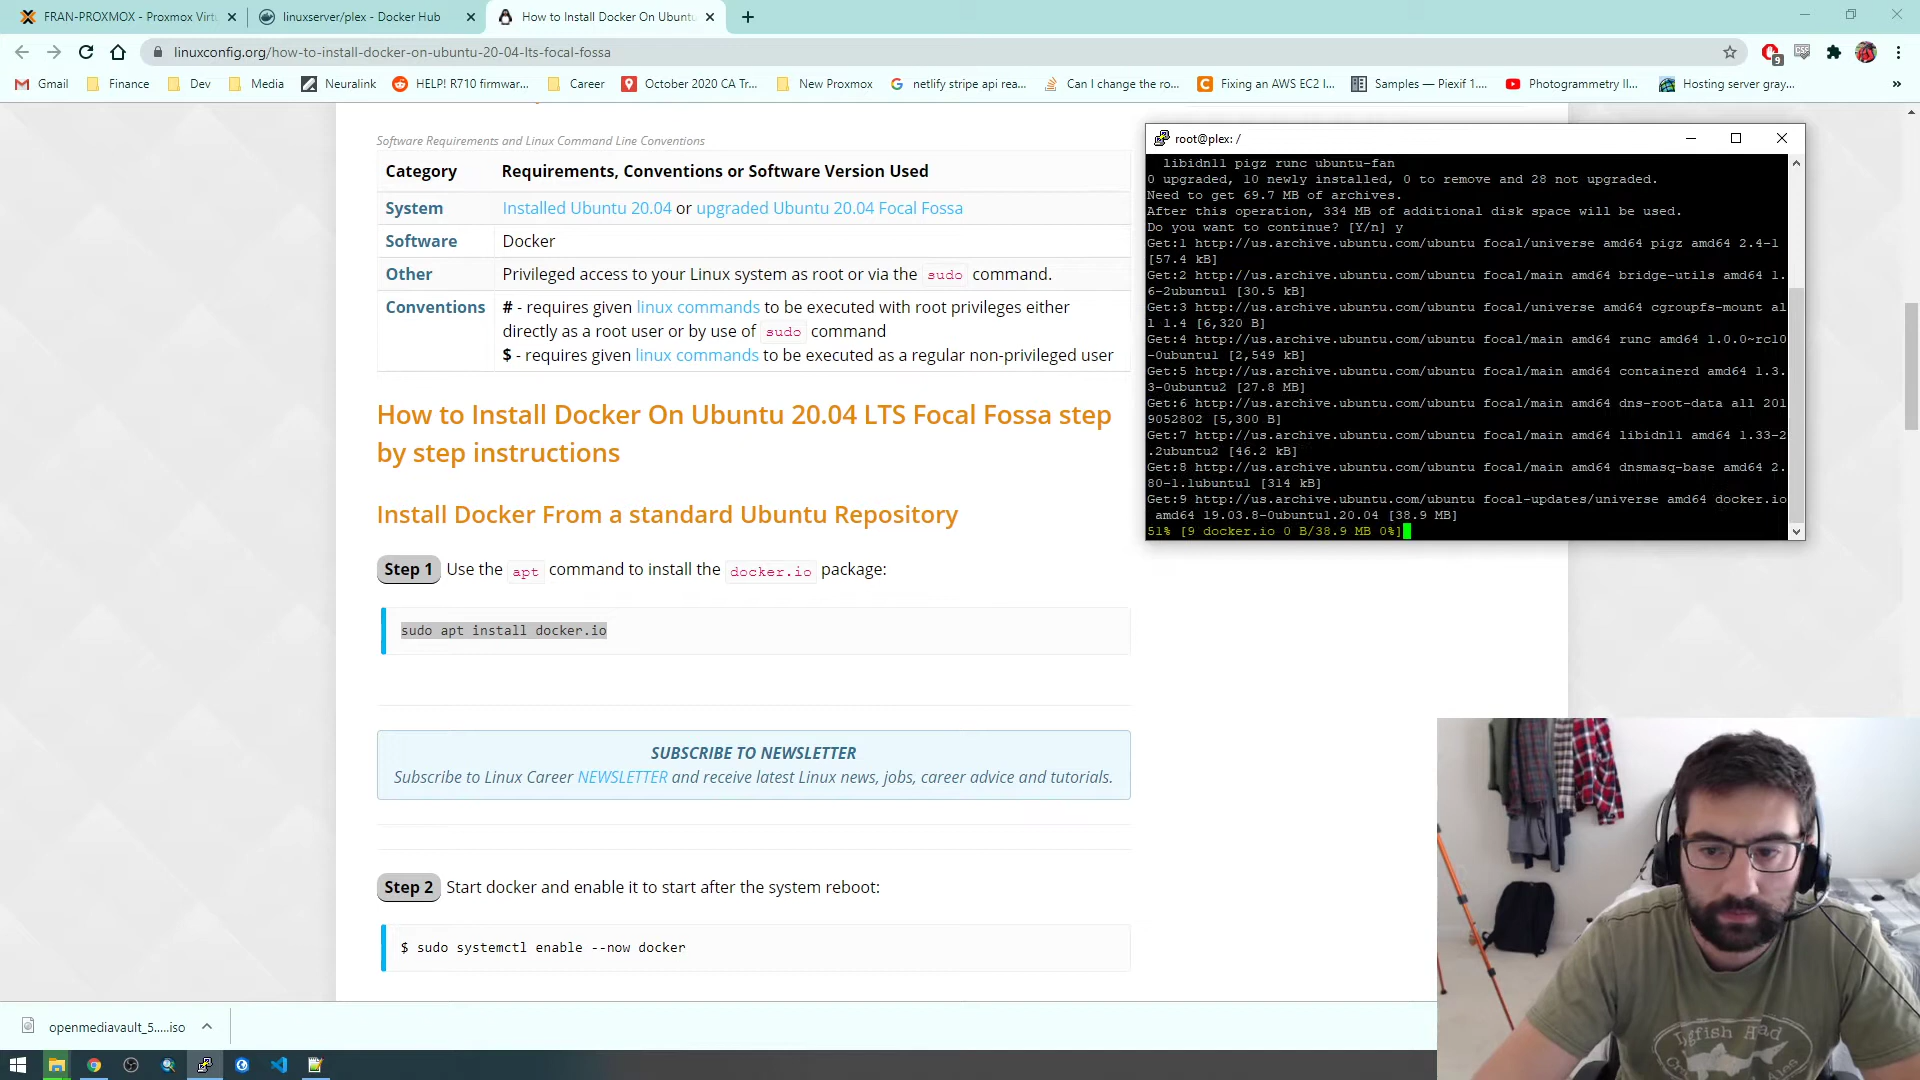 FRAN-PROXMOX - Proxmox Virtu
linuxserver/plex - Docker Hub
How to Install Docker On Ubuntu
linuxconfig.org/how-to-install-docker-on-ubuntu-20-04-lts-focal-fossa
9
CSS
Gmail
Finance
Dev
Media
Neuralink
HELP! R710 firmwar...
Career
October 2020 CA Tr...
New Proxmox
netlify stripe api rea...
Can I change the ro...
Fixing an AWS EC2 I...
Samples — Piexif 1....
Photogrammetry II...
Hosting server gray...
»
Software Requirements and Linux Command Line Conventions
Category Requirements, Conventions or Software Version Used
System Installed Ubuntu 20.04 or upgraded Ubuntu 20.04 Focal Fossa
Software Docker
Other Privileged access to your Linux system as root or via the sudo command.
Conventions # - requires given linux commands to be executed with root privileges either
directly as a root user or by use of sudo command
$ - requires given linux commands to be executed as a regular non-privileged user
How to Install Docker On Ubuntu 20.04 LTS Focal Fossa step
by step instructions
Install Docker From a standard Ubuntu Repository
Step 1 Use the apt command to install the docker.io package:
sudo apt install docker.io
SUBSCRIBE TO NEWSLETTER
Subscribe to Linux Career NEWSLETTER and receive latest Linux news, jobs, career advice and tutorials.
Step 2 Start docker and enable it to start after the system reboot:
$ sudo systemctl enable --now docker
root@plex: /
libidn11 pigz runc ubuntu-fan
0 upgraded, 10 newly installed, 0 to remove and 28 not upgraded.
Need to get 69.7 MB of archives.
After this operation, 334 MB of additional disk space will be used.
Do you want to continue? [Y/n] y
Get:1 http://us.archive.ubuntu.com/ubuntu focal/universe amd64 pigz amd64 2.4-1
[57.4 kB]
Get:2 http://us.archive.ubuntu.com/ubuntu focal/main amd64 bridge-utils amd64 1.
6-2ubuntu1 [30.5 kB]
Get:3 http://us.archive.ubuntu.com/ubuntu focal/universe amd64 cgroupfs-mount al
l 1.4 [6,320 B]
Get:4 http://us.archive.ubuntu.com/ubuntu focal/main amd64 runc amd64 1.0.0~rc10
-0ubuntu1 [2,549 kB]
Get:5 http://us.archive.ubuntu.com/ubuntu focal/main amd64 containerd amd64 1.3.
3-0ubuntu2 [27.8 MB]
Get:6 http://us.archive.ubuntu.com/ubuntu focal/main amd64 dns-root-data all 201
9052802 [5,300 B]
Get:7 http://us.archive.ubuntu.com/ubuntu focal/main amd64 libidn11 amd64 1.33-2
.2ubuntu2 [46.2 kB]
Get:8 http://us.archive.ubuntu.com/ubuntu focal/main amd64 dnsmasq-base amd64 2.
80-1.1ubuntu1 [314 kB]
Get:9 http://us.archive.ubuntu.com/ubuntu focal-updates/universe amd64 docker.io
amd64 19.03.8-0ubuntu1.20.04 [38.9 MB]
51% [9 docker.io 0 B/38.9 MB 0%]
openmediavault_5.....iso